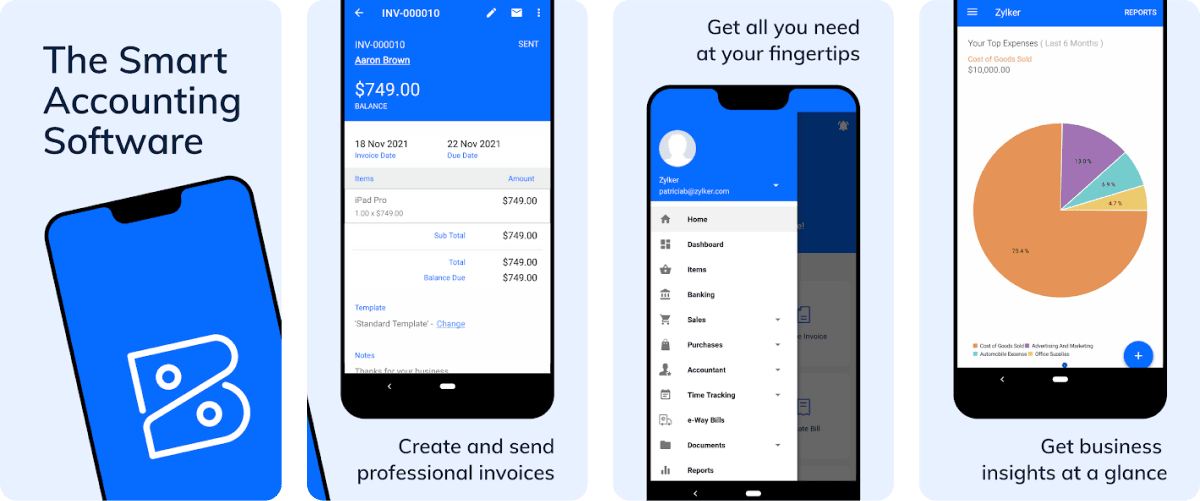 The Smart
Accounting
Software
INV-000010
INV-000010 SENT
Aaron Brown
$749.00
BALANCE
18 Nov 2021 22 Nov 2021
Invoice Date Due Date
Items Amount
iPad Pro $749.00
1.00 x $749.00
Sub Total $749.00
Total $749.00
Balance Due $749.00
Template
'Standard Template' - Change
Notes
Thanks for your business
Create and send
professional invoices
Get all you need
at your fingertips
Zylker
patriciab@zylker.com
Home
Dashboard
Items
Banking
Sales
Purchases
Accountant
Time Tracking
e-Way Bills
Documents
Reports
Invoice
Bill
Zylker REPORTS
Your Top Expenses ( Last 6 Months )
Cost of Goods Sold
$10,000.00
13.0 %
6.9 %
4.7 %
75.4 %
Cost of Goods Sold Advertising And Marketing
Automobile Expense Office Supplies
+
Get business
insights at a glance